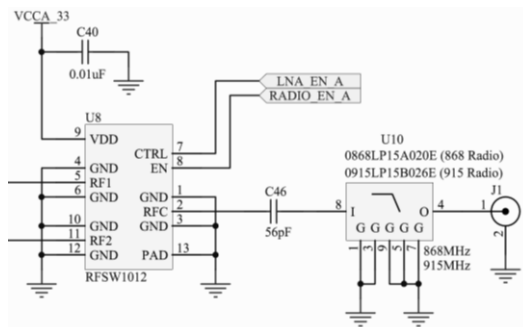 VCCA_33
C40
0.01uF
LNA_EN_A
RADIO_EN_A
U8
9 VDD
CTRL 7
EN 8
4 GND
5 RF1
6 GND
GND 1
RFC 2
GND 3
10 GND
11 RF2
12 GND
PAD 13
RFSW1012
C46
56pF
U10
0868LP15A020E (868 Radio)
0915LP15B026E (915 Radio)
8 I
O 4
G G G G G
1 3 9 5 7
868MHz
915MHz
J1
1
2